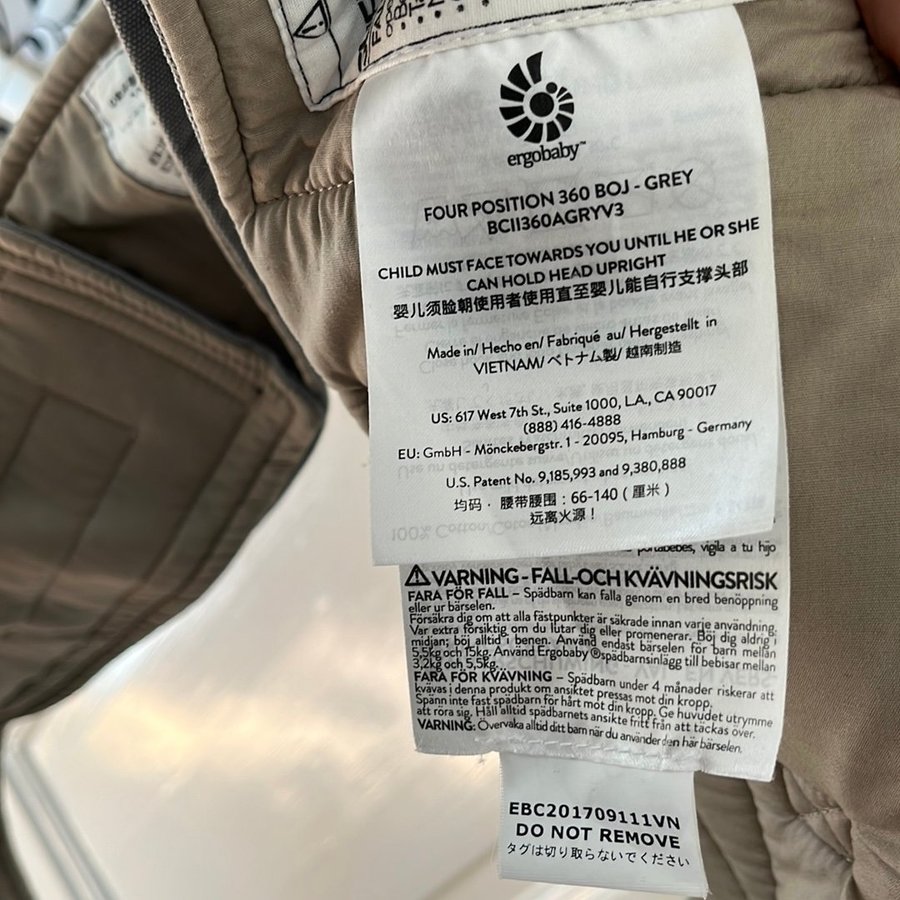 ergobaby™
FOUR POSITION 360 BOJ - GREY
BCII360AGRYV3
CHILD MUST FACE TOWARDS YOU UNTIL HE OR SHE
CAN HOLD HEAD UPRIGHT
婴儿须脸朝使用者使用直至婴儿能自行支撑头部
Made in/ Hecho en/ Fabriqué au/ Hergestellt in
VIETNAM/ベトナム製/ 越南制造
US: 617 West 7th St., Suite 1000, L.A., CA 90017
(888) 416-4888
EU: GmbH - Mönckebergstr. 1 - 20095, Hamburg - Germany
U.S. Patent No. 9,185,993 and 9,380,888
均码 · 腰带腰围：66-140（厘米）
远离火源！
portabebés, vigila a tu hijo
⚠ VARNING - FALL-OCH KVÄVNINGSRISK
FARA FÖR FALL – Spädbarn kan falla genom en bred benöppning
eller ur bärselen.
Försäkra dig om att alla fästpunkter är säkrade innan varje användning.
Var extra försiktig om du lutar dig eller promenerar. Böj dig aldrig i
midjan; böj alltid i benen. Använd endast bärselen för barn mellan
5,5kg och 15kg. Använd Ergobaby ®spädbarnsinlägg till bebisar mellan
3,2kg och 5,5kg.
FARA FÖR KVÄVNING – Spädbarn under 4 månader riskerar att
kvävas i denna produkt om ansiktet pressas mot din kropp.
Spänn inte fast spädbarn för hårt mot din kropp. Ge huvudet utrymme
att röra sig. Håll alltid spädbarnets ansikte fritt från att täckas över.
VARNING: Övervaka alltid ditt barn när du använder den här bärselen.
EBC201709111VN
DO NOT REMOVE
タグは切り取らないでください